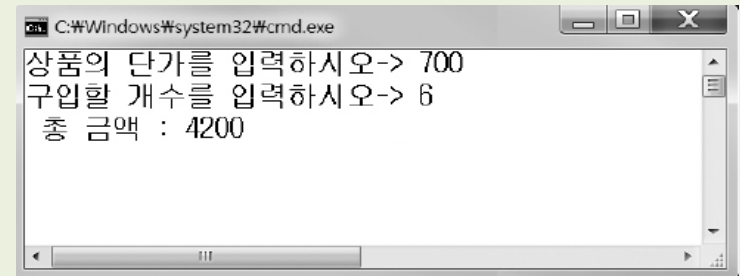 C:₩Windows₩system32₩cmd.exe
상품의 단가를 입력하시오-> 700
구입할 개수를 입력하시오-> 6
총 금액 : 4200